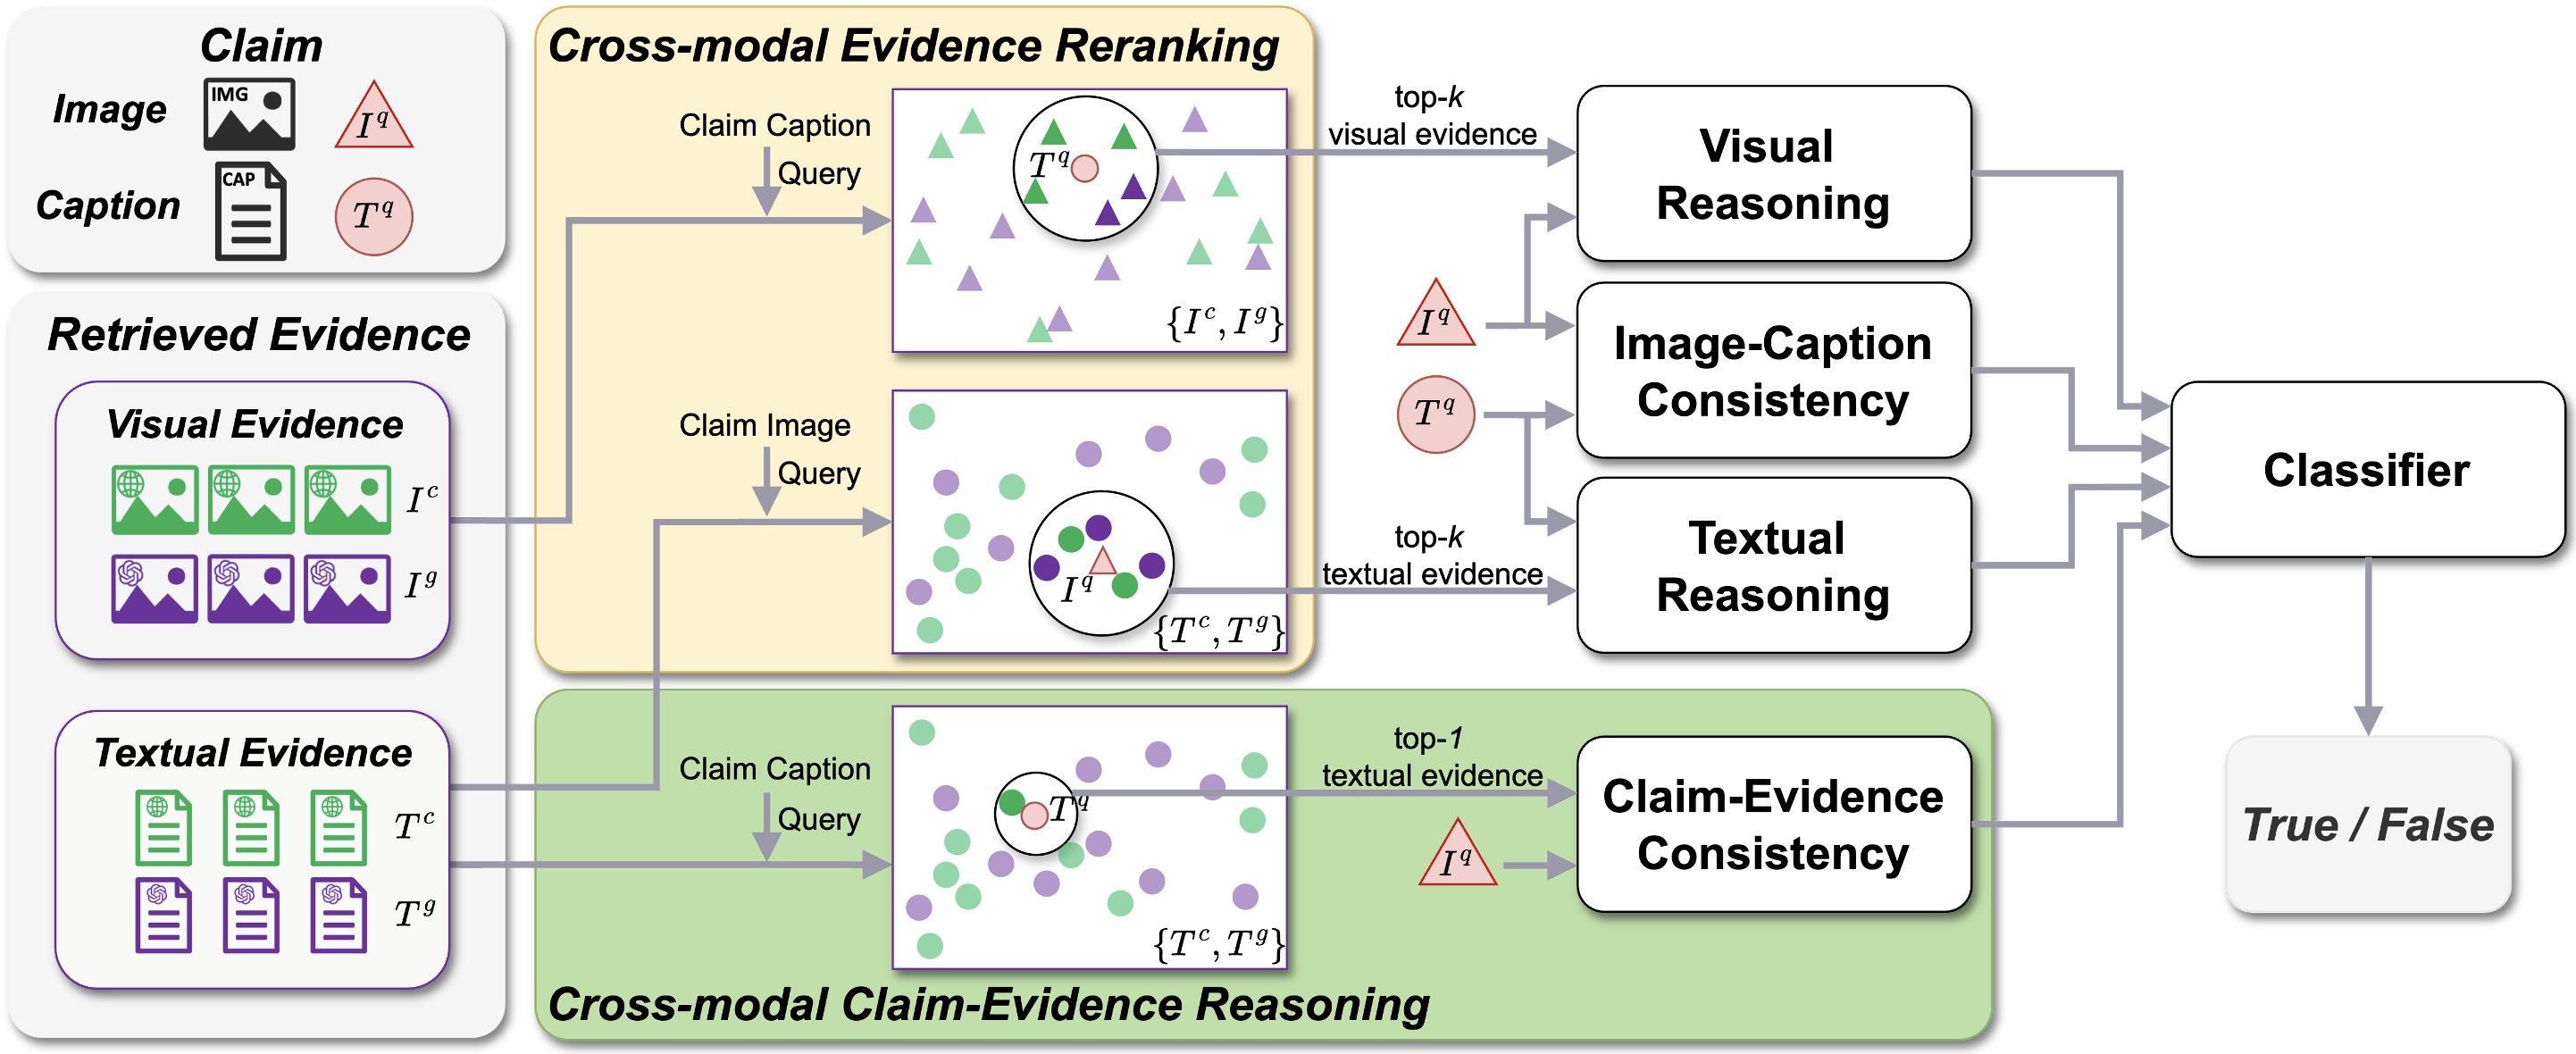 Claim
Image
IMG
I^q
Caption
CAP
T^q
Retrieved Evidence
Visual Evidence
I^c
I^g
Textual Evidence
T^c
T^g
Cross-modal Evidence Reranking
Claim Caption
Query
T^q
{I^c, I^g}
Claim Image
Query
I^q
{T^c, T^g}
Claim Caption
Query
T^q
{T^c, T^g}
Cross-modal Claim-Evidence Reasoning
top-k
visual evidence
I^q
T^q
top-k
textual evidence
top-1
textual evidence
I^q
Visual
Reasoning
Image-Caption
Consistency
Textual
Reasoning
Claim-Evidence
Consistency
Classifier
True / False